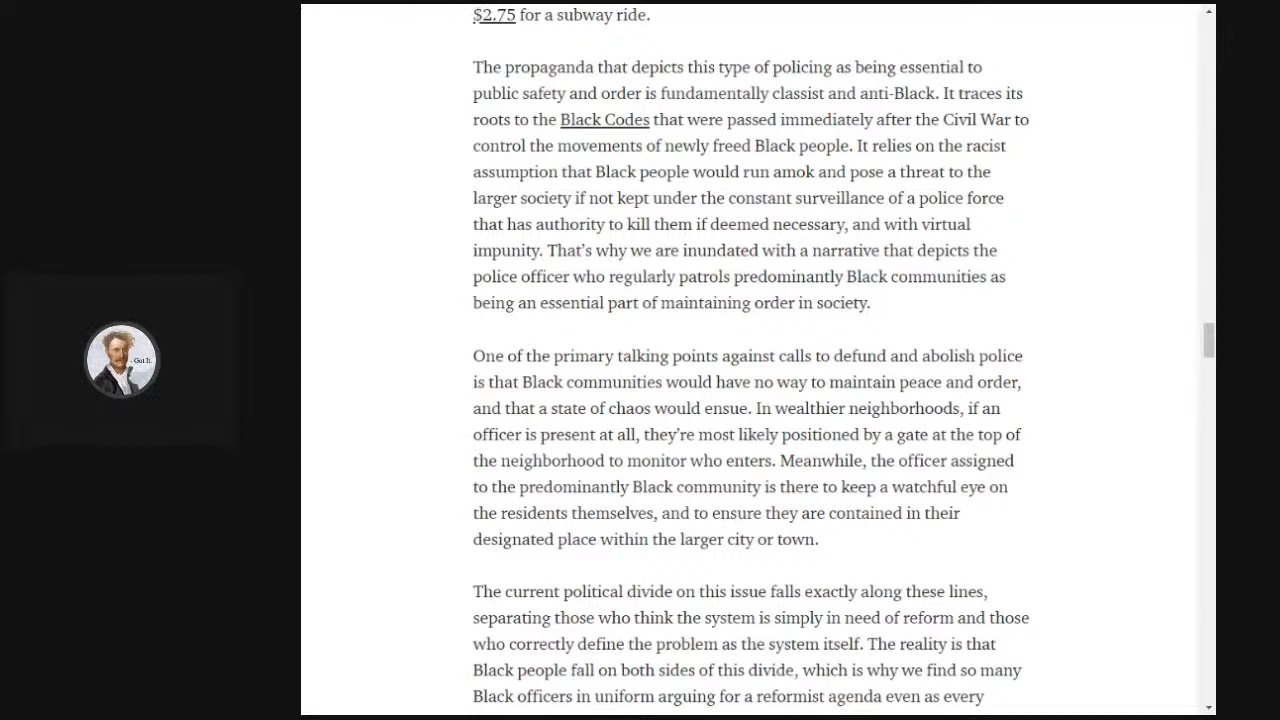 $2.75 for a subway ride.
The propaganda that depicts this type of policing as being essential to
public safety and order is fundamentally classist and anti-Black. It traces its
roots to the Black Codes that were passed immediately after the Civil War to
control the movements of newly freed Black people. It relies on the racist
assumption that Black people would run amok and pose a threat to the
larger society if not kept under the constant surveillance of a police force
that has authority to kill them if deemed necessary, and with virtual
impunity. That’s why we are inundated with a narrative that depicts the
police officer who regularly patrols predominantly Black communities as
being an essential part of maintaining order in society.
- Got It.
One of the primary talking points against calls to defund and abolish police
is that Black communities would have no way to maintain peace and order,
and that a state of chaos would ensue. In wealthier neighborhoods, if an
officer is present at all, they’re most likely positioned by a gate at the top of
the neighborhood to monitor who enters. Meanwhile, the officer assigned
to the predominantly Black community is there to keep a watchful eye on
the residents themselves, and to ensure they are contained in their
designated place within the larger city or town.
The current political divide on this issue falls exactly along these lines,
separating those who think the system is simply in need of reform and those
who correctly define the problem as the system itself. The reality is that
Black people fall on both sides of this divide, which is why we find so many
Black officers in uniform arguing for a reformist agenda even as every